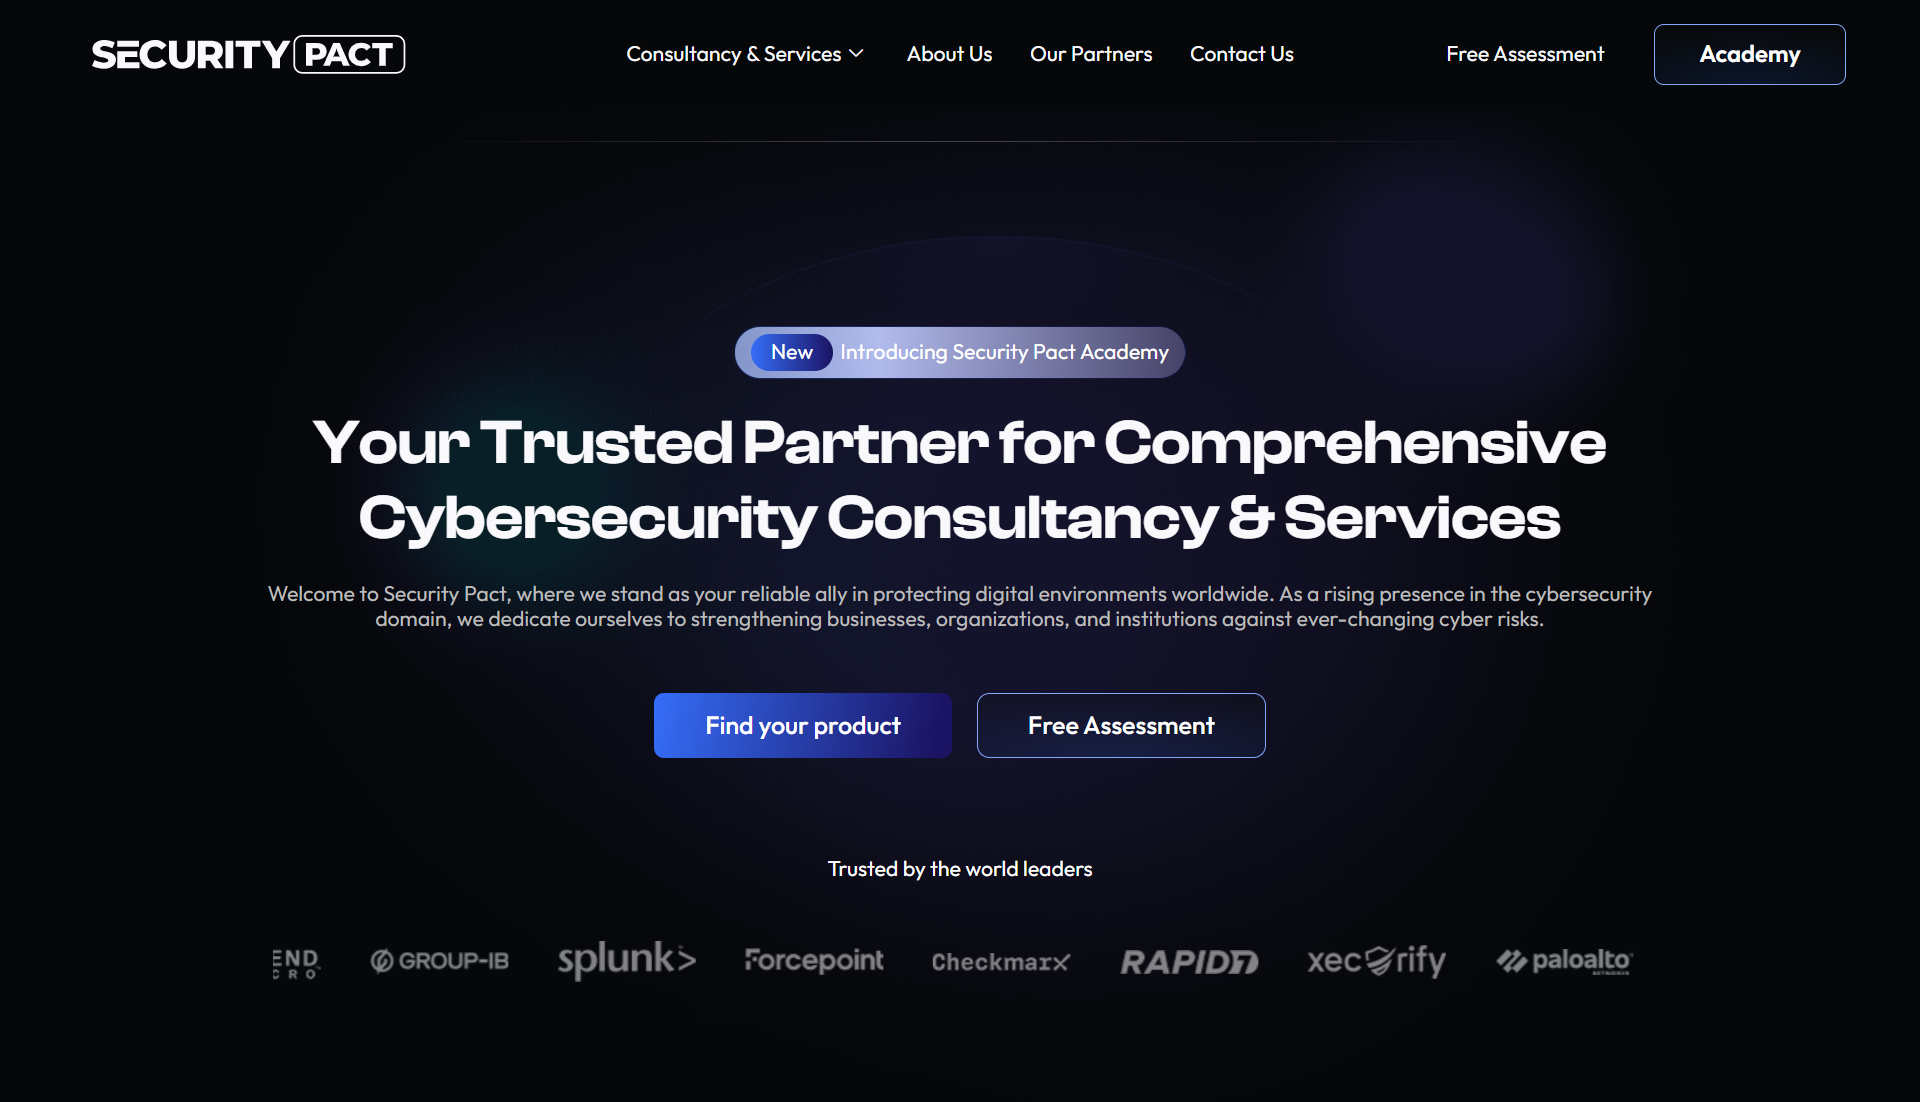 SECURITY PACT
Consultancy & Services
About Us
Our Partners
Contact Us
Free Assessment
Academy
New Introducing Security Pact Academy
Your Trusted Partner for Comprehensive
Cybersecurity Consultancy & Services
Welcome to Security Pact, where we stand as your reliable ally in protecting digital environments worldwide. As a rising presence in the cybersecurity
domain, we dedicate ourselves to strengthening businesses, organizations, and institutions against ever-changing cyber risks.
Find your product
Free Assessment
Trusted by the world leaders
END
PRO
GROUP-IB
splunk>
Forcepoint
Checkmarx
RAPID7
xecurify
paloalto